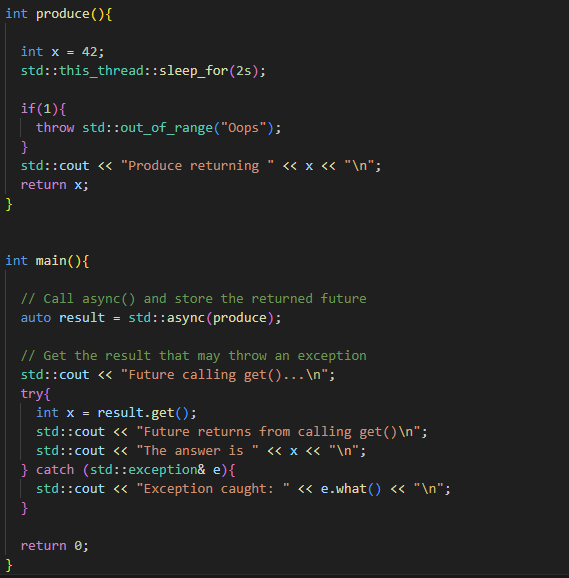 int produce(){
int x = 42;
std::this_thread::sleep_for(2s);
if(1){
throw std::out_of_range("Oops");
}
std::cout << "Produce returning " << x << "\n";
return x;
}
int main(){
// Call async() and store the returned future
auto result = std::async(produce);
// Get the result that may throw an exception
std::cout << "Future calling get()...\n";
try{
int x = result.get();
std::cout << "Future returns from calling get()\n";
std::cout << "The answer is " << x << "\n";
} catch (std::exception& e){
std::cout << "Exception caught: " << e.what() << "\n";
}
return 0;
}